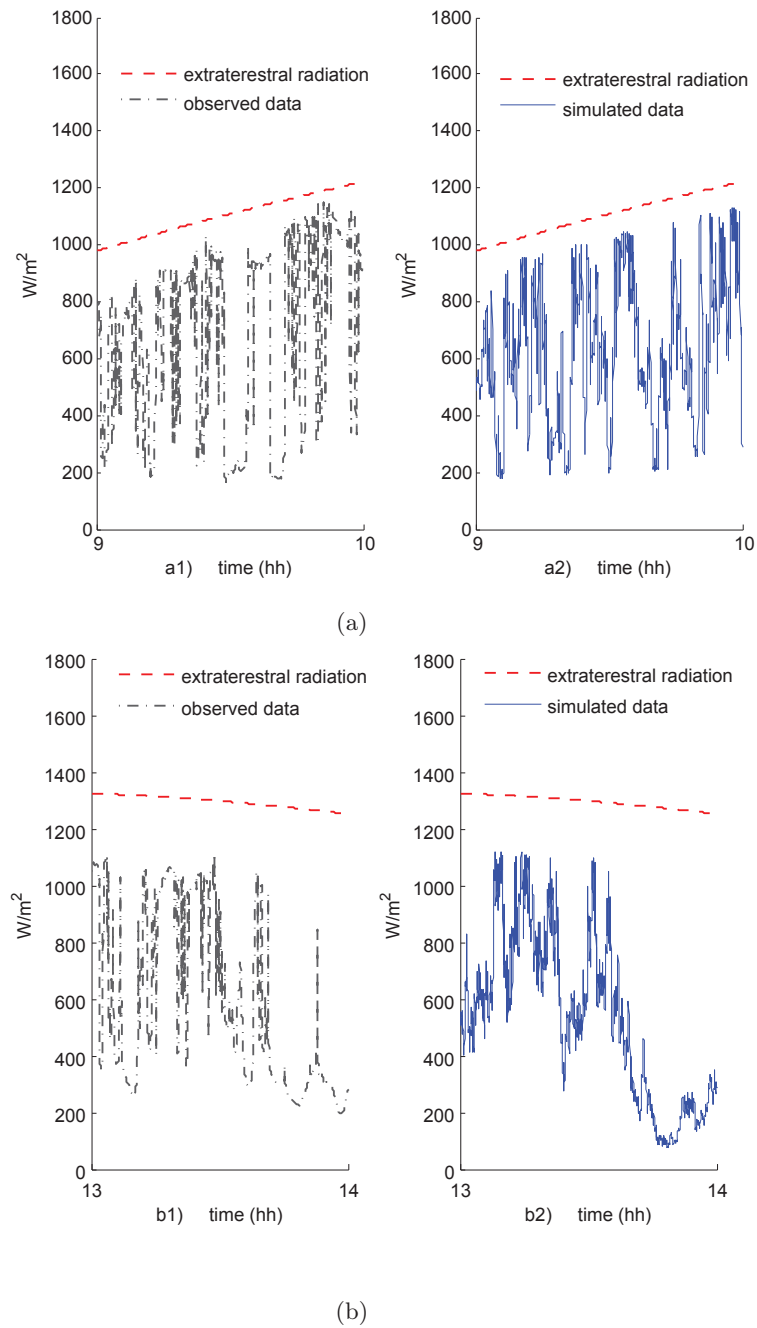 1800
1600
1400
1200
1000
800
600
400
200
0
W/m2
extraterestral radiation
observed data
9 10
a1) time (hh)
1800
1600
1400
1200
1000
800
600
400
200
0
W/m2
extraterestral radiation
simulated data
9 10
a2) time (hh)
(a)
1800
1600
1400
1200
1000
800
600
400
200
0
W/m2
extraterestral radiation
observed data
13 14
b1) time (hh)
1800
1600
1400
1200
1000
800
600
400
200
0
W/m2
extraterestral radiation
simulated data
13 14
b2) time (hh)
(b)